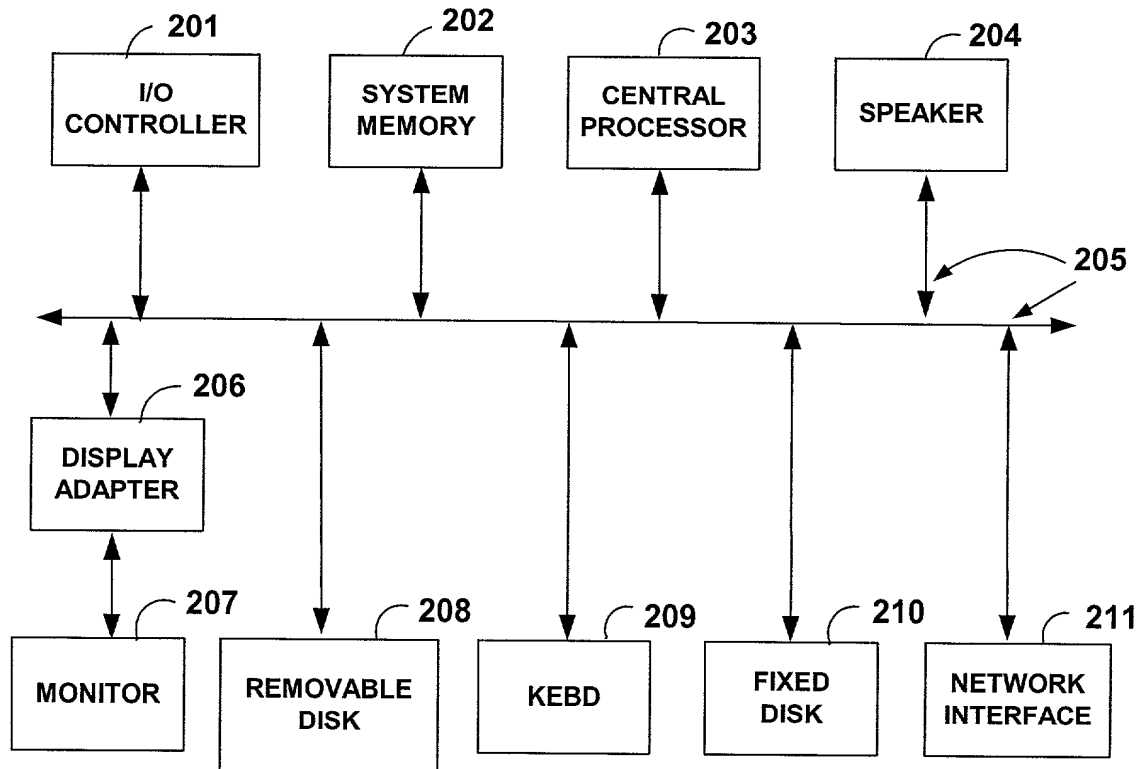 201
202
203
204
I/O
CONTROLLER
SYSTEM
MEMORY
CENTRAL
PROCESSOR
SPEAKER
205
206
DISPLAY
ADAPTER
207
208
209
210
211
MONITOR
REMOVABLE
DISK
KEBD
FIXED
DISK
NETWORK
INTERFACE